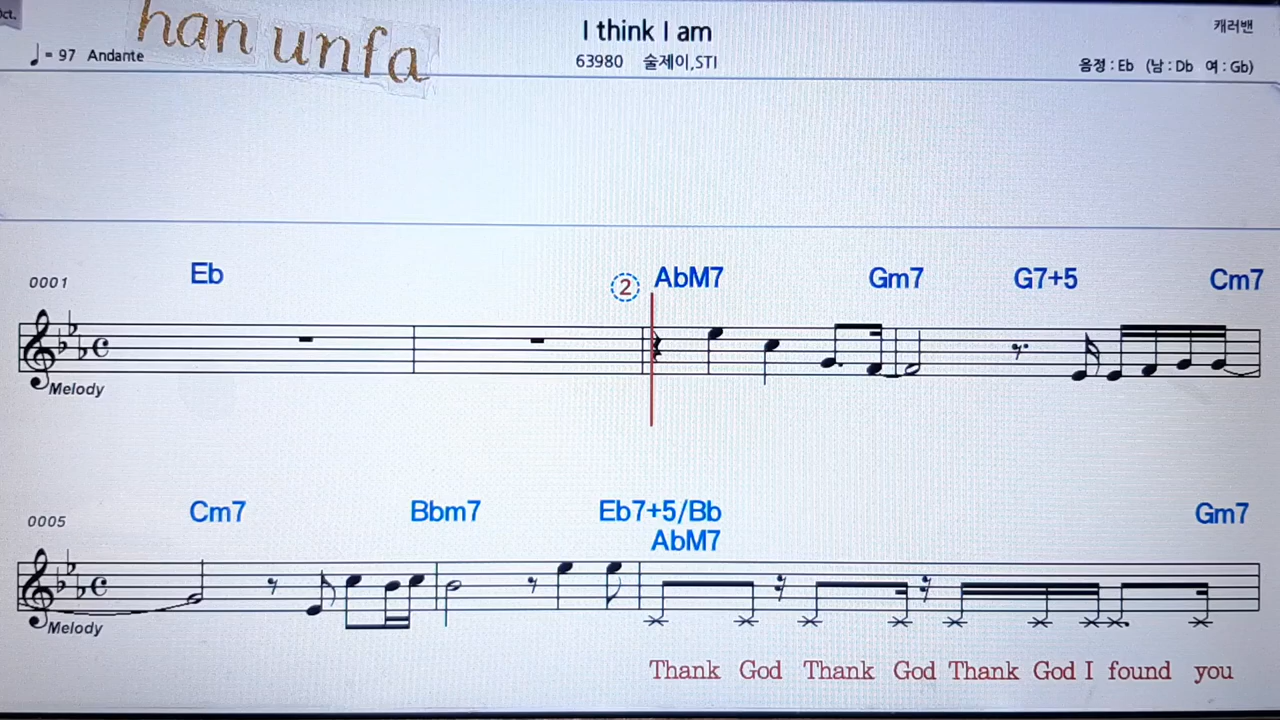 Oct.
han unfa
I think I am
캐러밴
♩= 97 Andante
63980 술제이,STI
음정 : Eb (남 : Db 여 : Gb)
0001 Eb ② AbM7 Gm7 G7+5 Cm7
Melody
0005 Cm7 Bbm7 Eb7+5/Bb
AbM7 Gm7
Melody
Thank God Thank God Thank God I found you